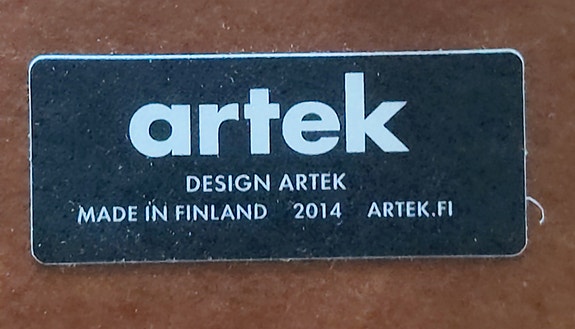 artek
DESIGN ARTEK
MADE IN FINLAND 2014 ARTEK.FI